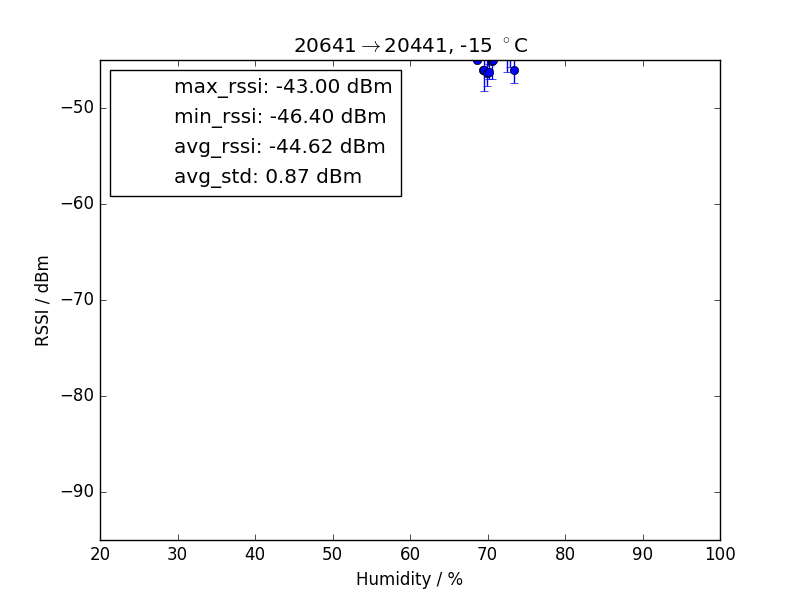 20641→20441, -15 °C
max_rssi: -43.00 dBm
min_rssi: -46.40 dBm
avg_rssi: -44.62 dBm
avg_std: 0.87 dBm
RSSI / dBm
−50
−60
−70
−80
−90
20 30 40 50 60 70 80 90 100
Humidity / %